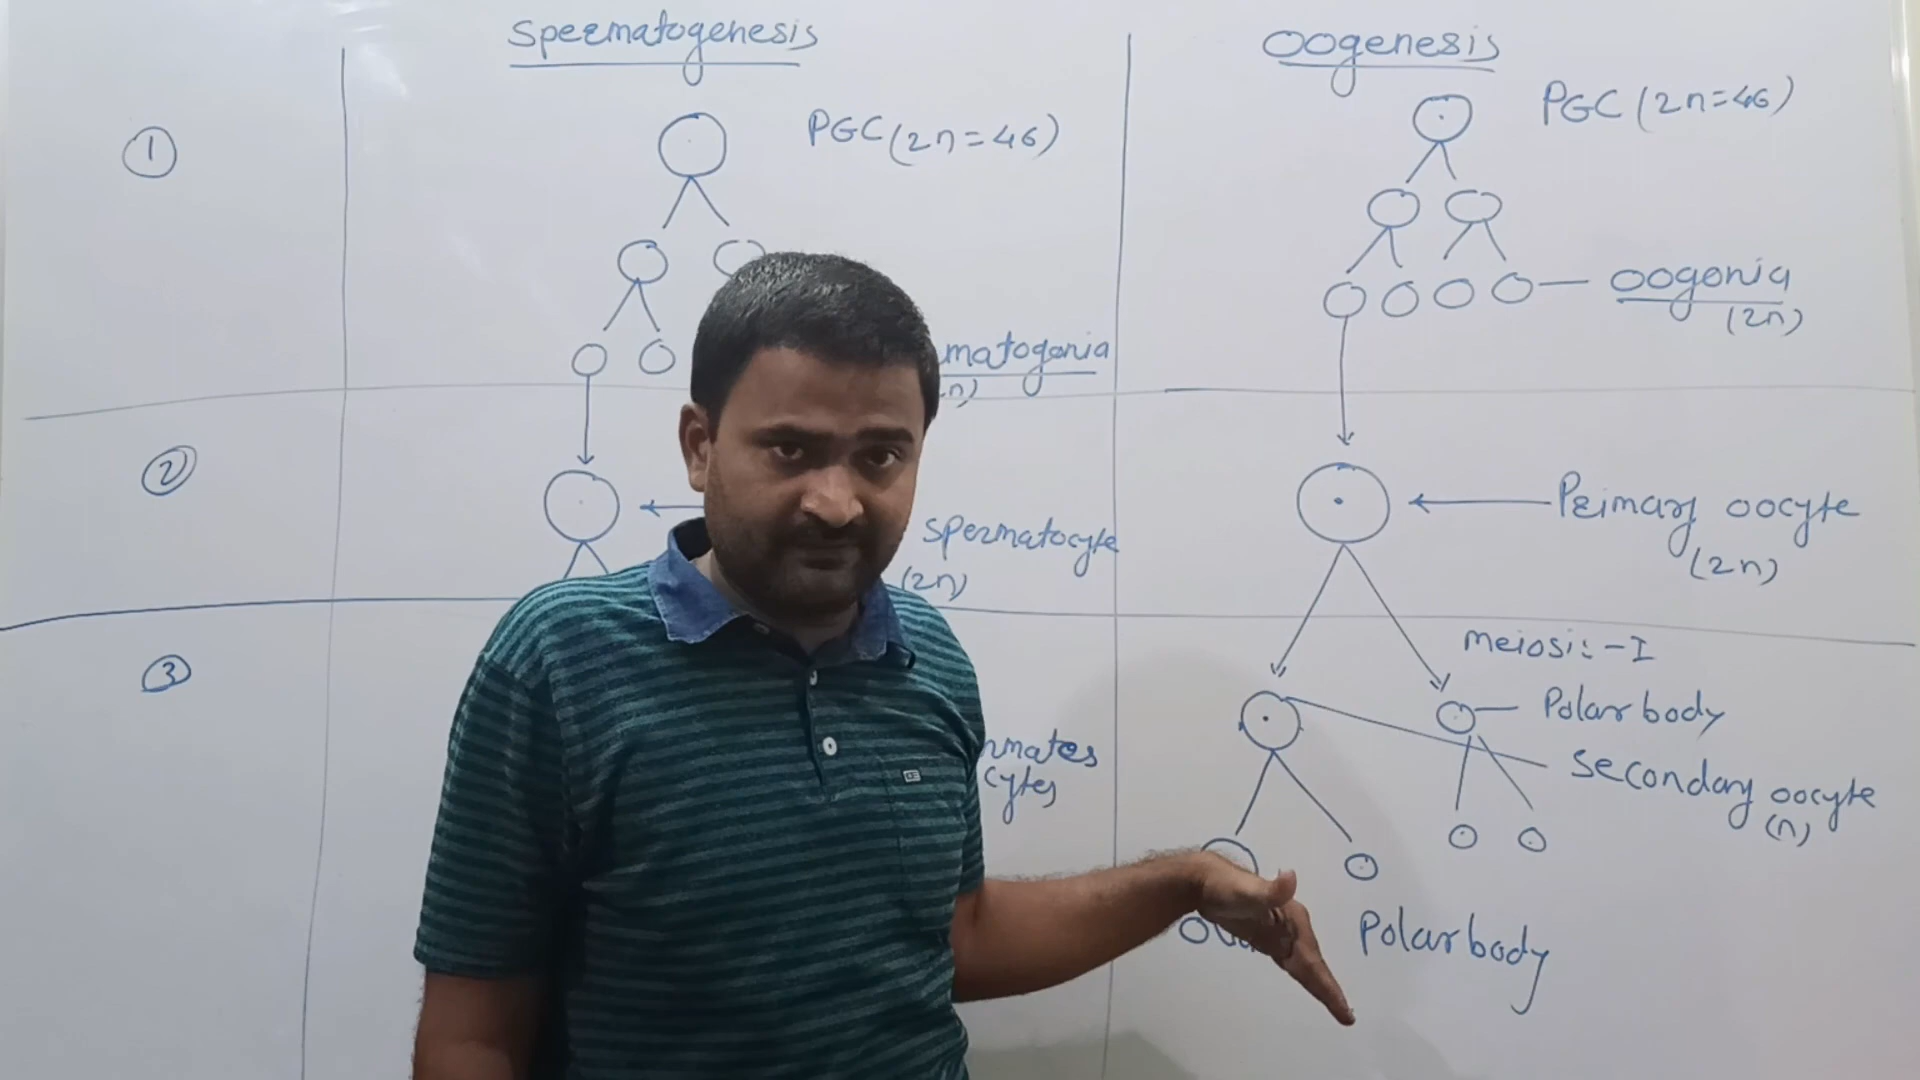 Spermatogenesis
oogenesis
①
PGC (2n=46)
PGC (2n=46)
oogonia
(2n)
matogonia
n)
②
spermatocyte
(2n)
Primary oocyte
(2n)
③
meiosis-I
Polar body
secondary oocyte
(n)
cytes
Polar body